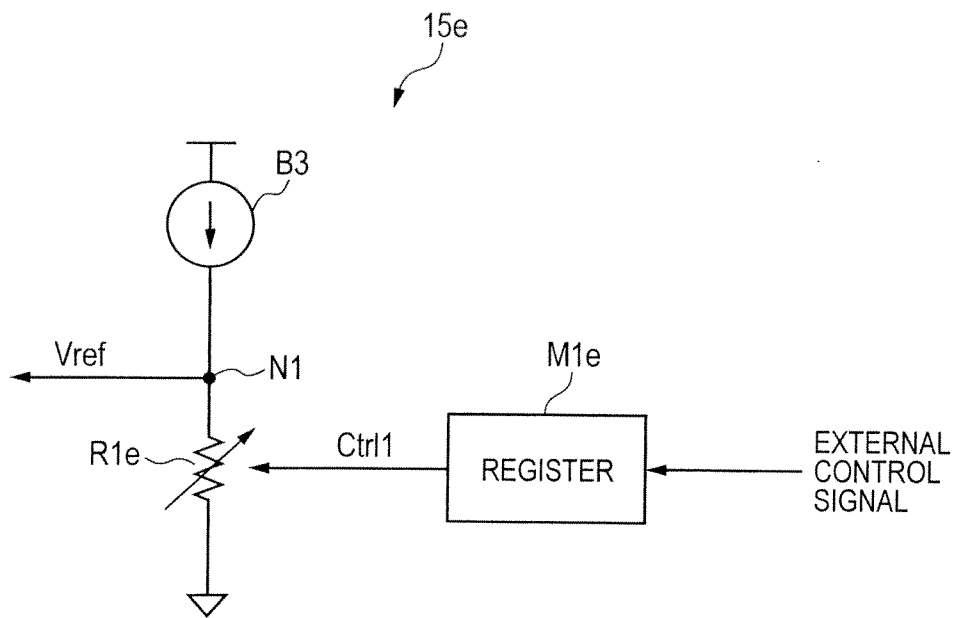 15e
B3
Vref
N1
M1e
R1e
Ctrl1
REGISTER
EXTERNAL
CONTROL
SIGNAL